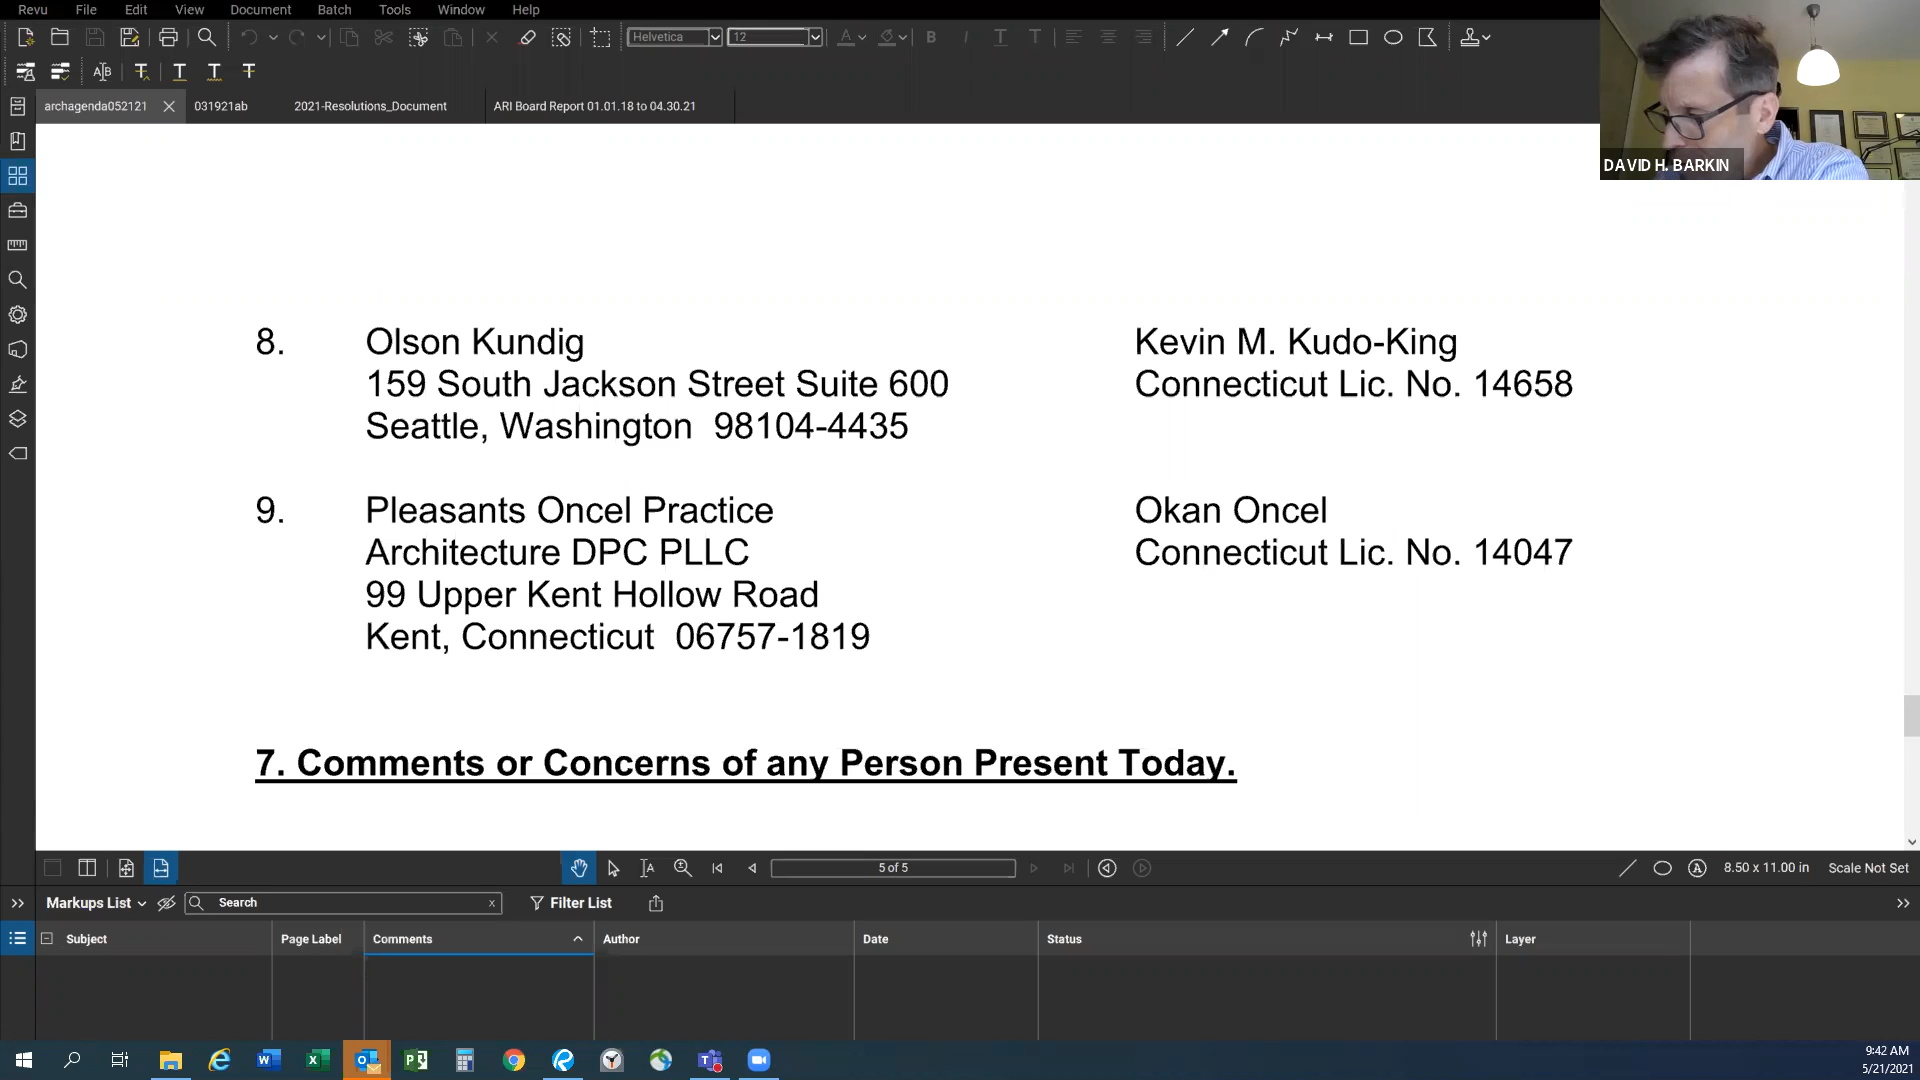 Revu File Edit View Document Batch Tools Window Help
Helvetica 12
archagenda052121 031921ab 2021-Resolutions_Document ARI Board Report 01.01.18 to 04.30.21
DAVID H. BARKIN
8. Olson Kundig Kevin M. Kudo-King
159 South Jackson Street Suite 600 Connecticut Lic. No. 14658
Seattle, Washington 98104-4435
9. Pleasants Oncel Practice Okan Oncel
Architecture DPC PLLC Connecticut Lic. No. 14047
99 Upper Kent Hollow Road
Kent, Connecticut 06757-1819
7. Comments or Concerns of any Person Present Today.
5 of 5 8.50 x 11.00 in Scale Not Set
Markups List Search x Filter List
Subject Page Label Comments Author Date Status Layer
9:42 AM
5/21/2021